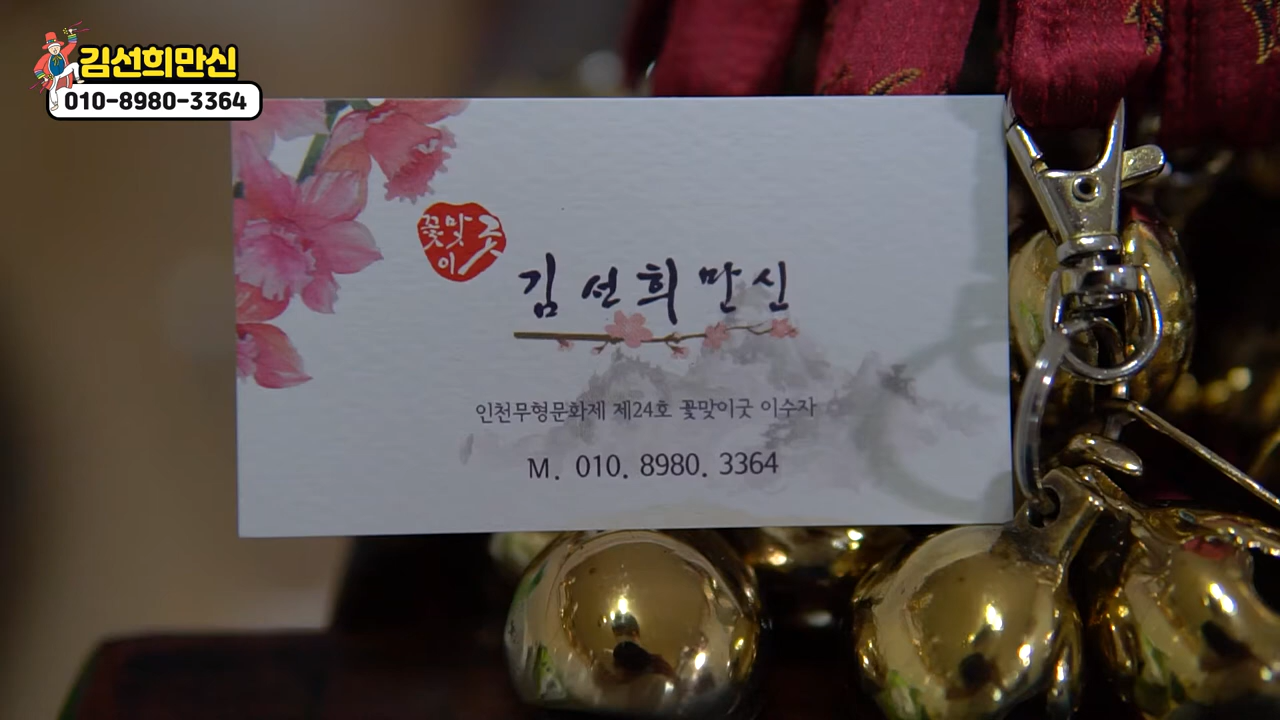 김선희만신
010-8980-3364
꽃맞이굿
김선희만신
인천무형문화제 제24호 꽃맞이굿 이수자
M. 010. 8980. 3364